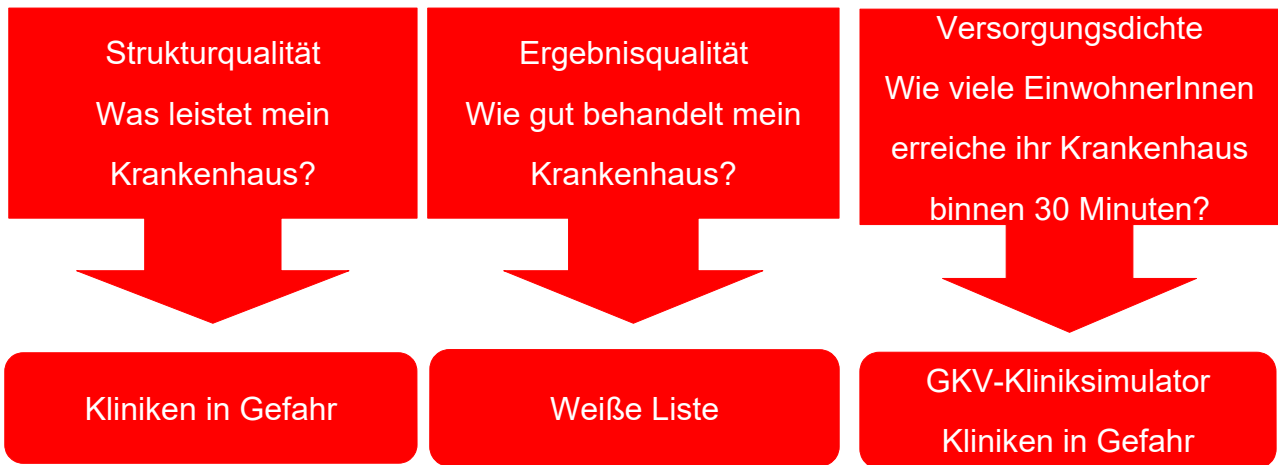 Strukturqualität
Was leistet mein
Krankenhaus?
Ergebnisqualität
Wie gut behandelt mein
Krankenhaus?
Versorgungsdichte
Wie viele EinwohnerInnen
erreiche ihr Krankenhaus
binnen 30 Minuten?
Kliniken in Gefahr
Weiße Liste
GKV-Kliniksimulator
Kliniken in Gefahr